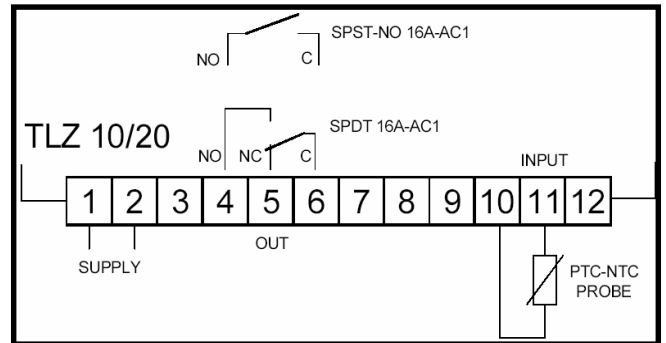 SPST-NO 16A-AC1
NO C
SPDT 16A-AC1
TLZ 10/20
NO NC C
INPUT
1 2 3 4 5 6 7 8 9 10 11 12
OUT
SUPPLY
PTC-NTC
PROBE